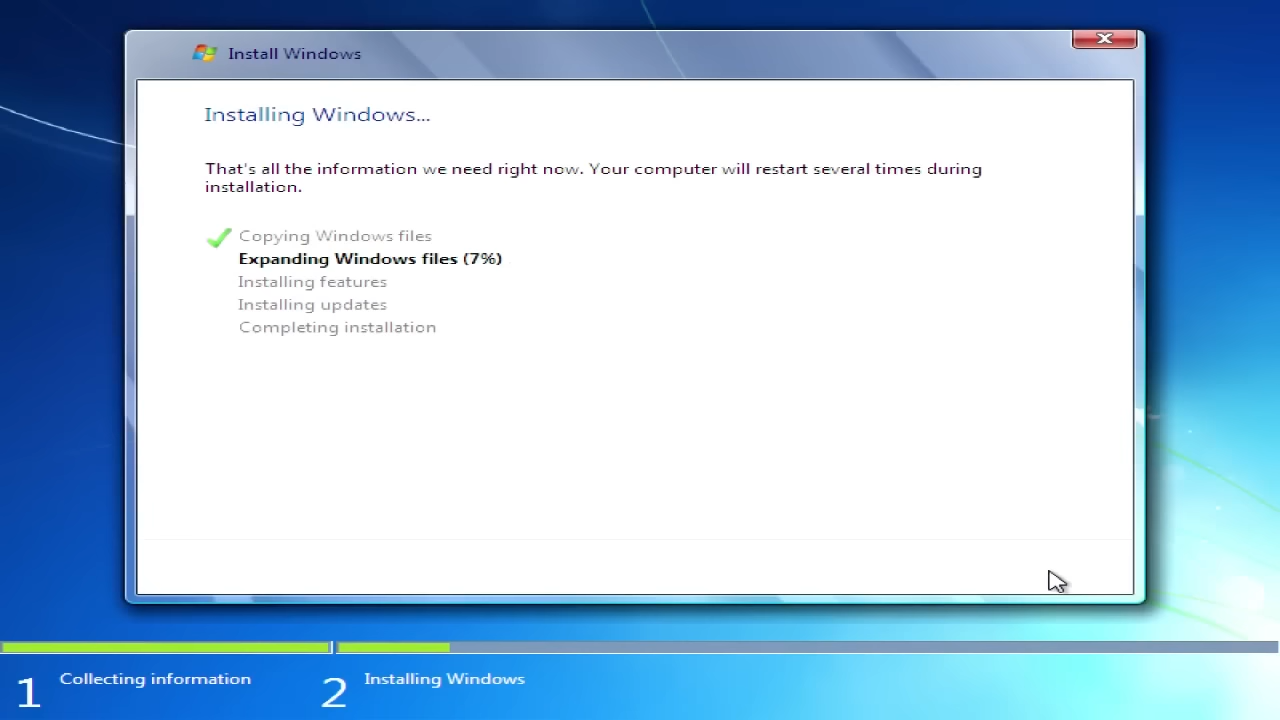 Install Windows
Installing Windows...
That's all the information we need right now. Your computer will restart several times during
installation.
Copying Windows files
Expanding Windows files (7%)
Installing features
Installing updates
Completing installation
1 Collecting information
2 Installing Windows